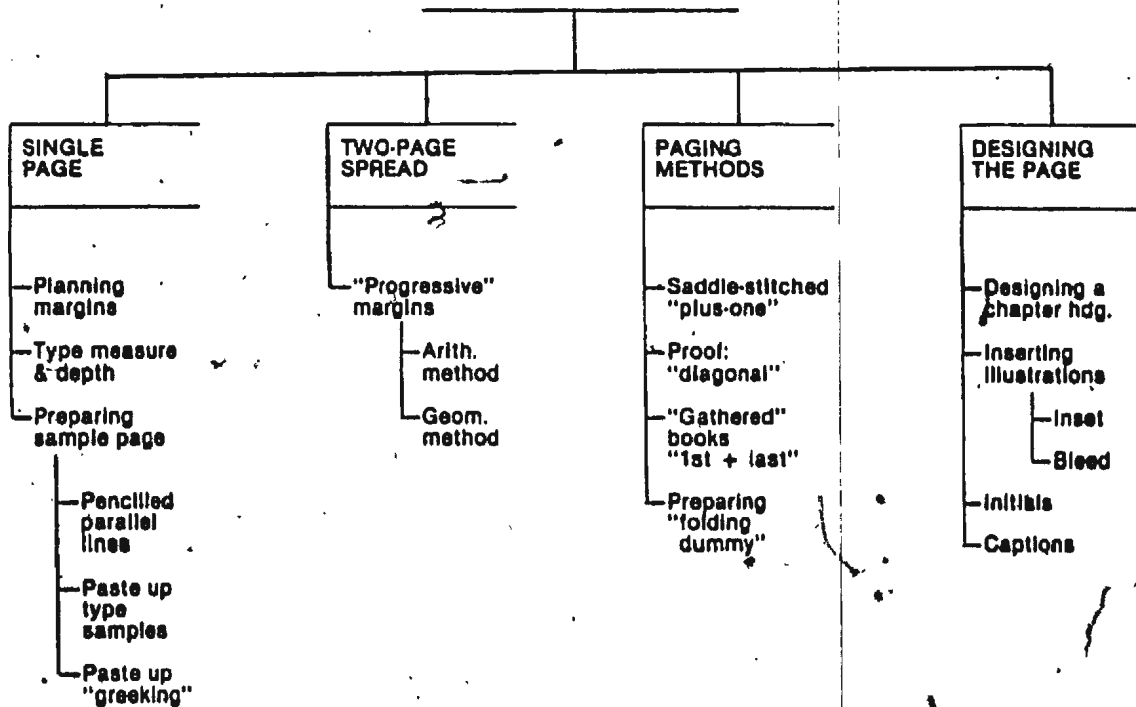 SINGLE
PAGE
Planning
margins
Type measure
& depth
Preparing
sample page
Pencilled
parallel
lines
Paste up
type
samples
Paste up
"greeking"
TWO-PAGE
SPREAD
"Progressive"
margins
Arith.
method
Geom.
method
PAGING
METHODS
Saddle-stitched
"plus-one"
Proof:
"diagonal"
"Gathered"
books
"1st + last"
Preparing
"folding
dummy"
DESIGNING
THE PAGE
Designing a
chapter hdg.
Inserting
illustrations
Inset
Bleed
Initials
Captions